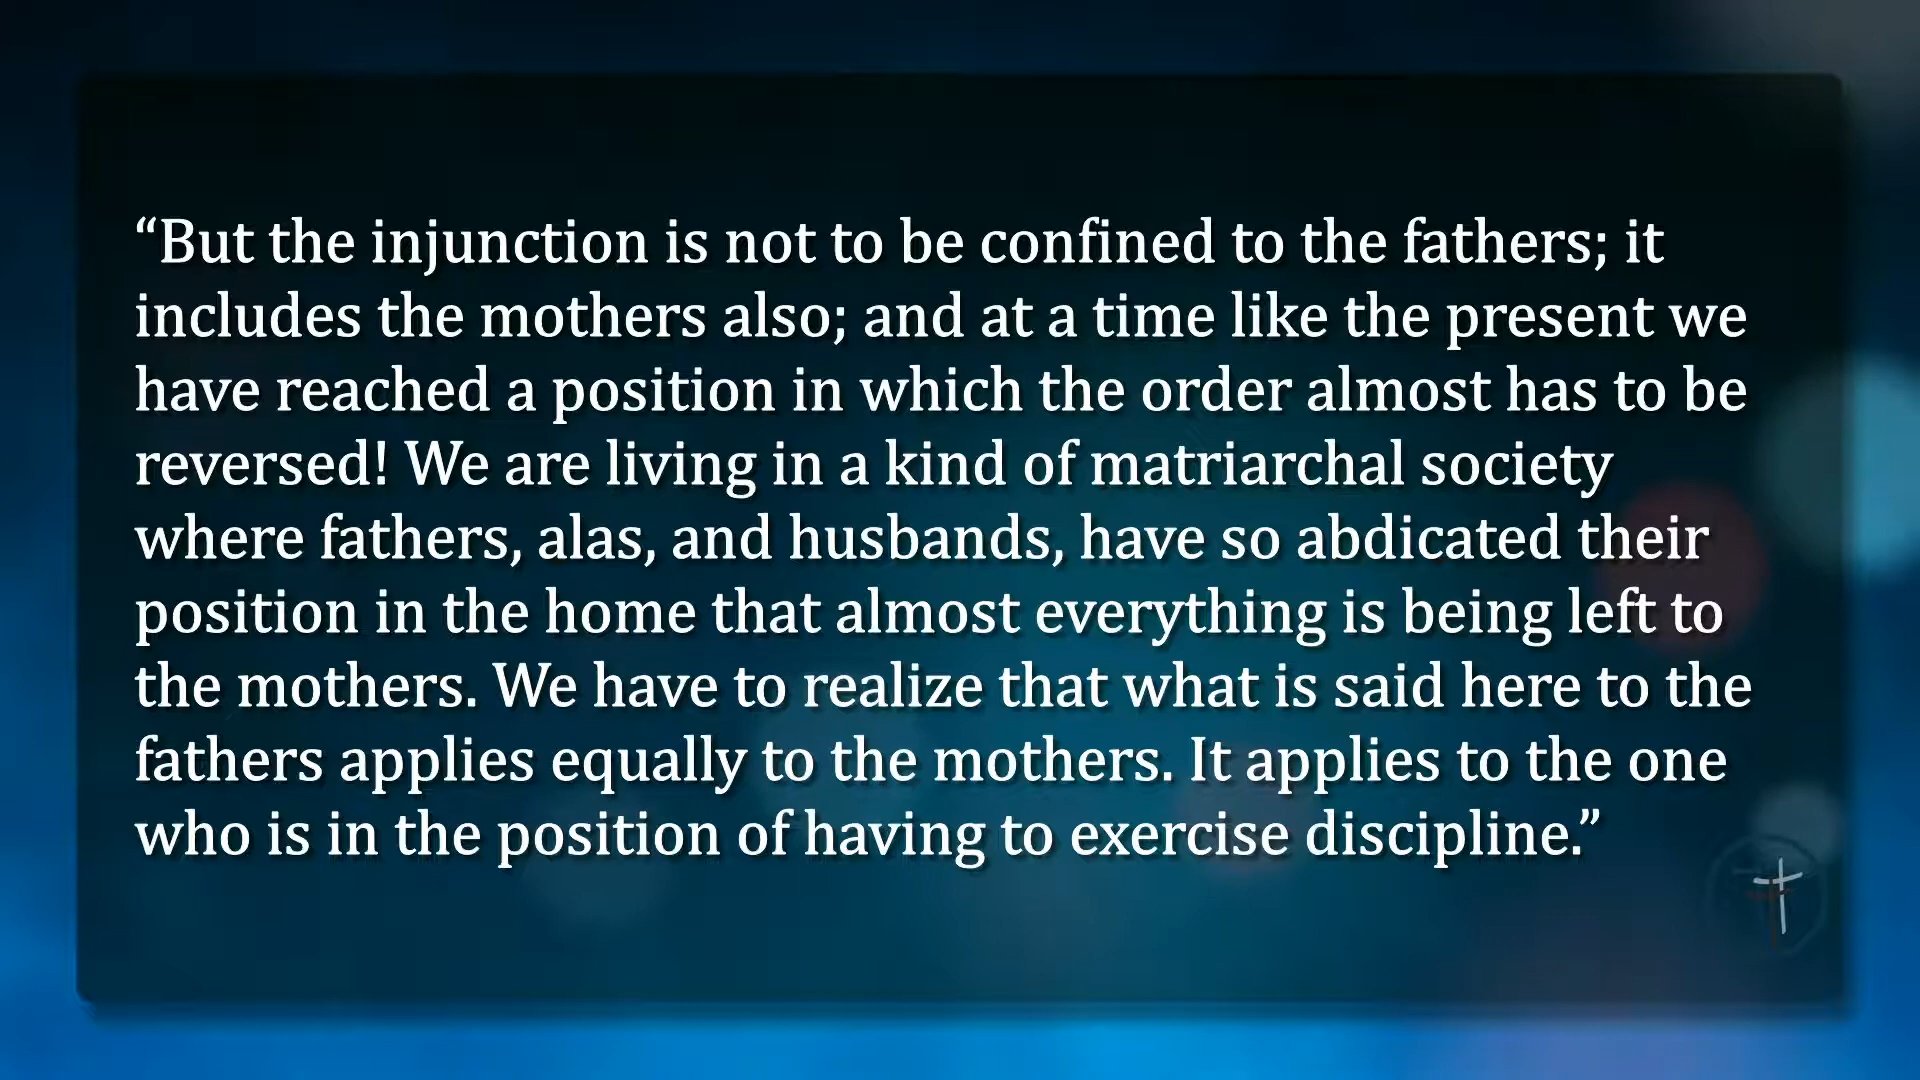 “But the injunction is not to be confined to the fathers; it
includes the mothers also; and at a time like the present we
have reached a position in which the order almost has to be
reversed! We are living in a kind of matriarchal society
where fathers, alas, and husbands, have so abdicated their
position in the home that almost everything is being left to
the mothers. We have to realize that what is said here to the
fathers applies equally to the mothers. It applies to the one
who is in the position of having to exercise discipline.”